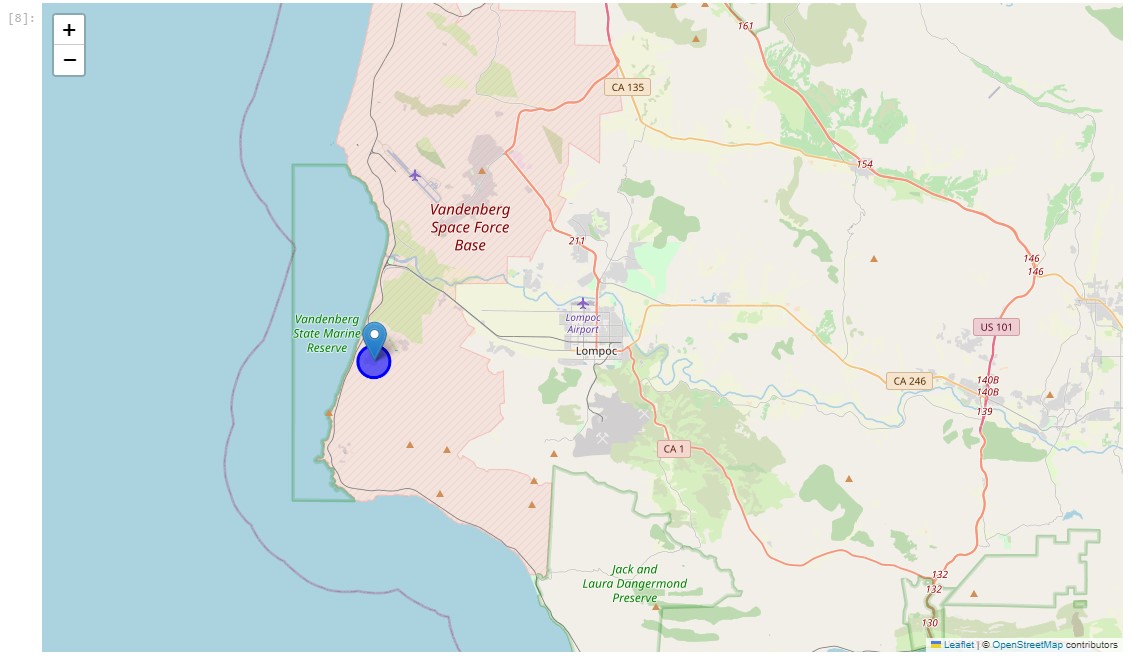 [8]:
+
−
161
CA 135
154
Vandenberg
Space Force
Base
211
146
146
Lompoc
Airport
Vandenberg
State Marine
Reserve
US 101
Lompoc
CA 246
140B
140B
139
CA 1
Jack and
Laura Dangermond
Preserve
132
132
130
Leaflet | © OpenStreetMap contributors